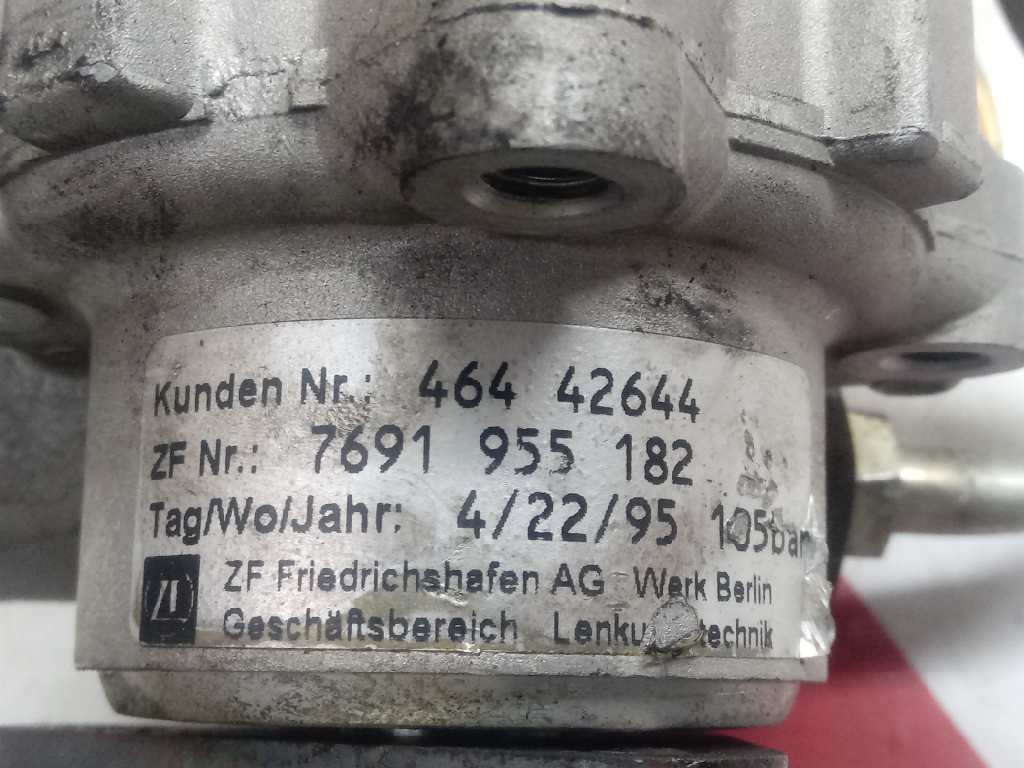 Kunden Nr.: 464 42644
ZF Nr.: 7691 955 182
Tag/Wo/Jahr: 4/22/95 105bar
ZF Friedrichshafen AG Werk Berlin
Geschäftsbereich